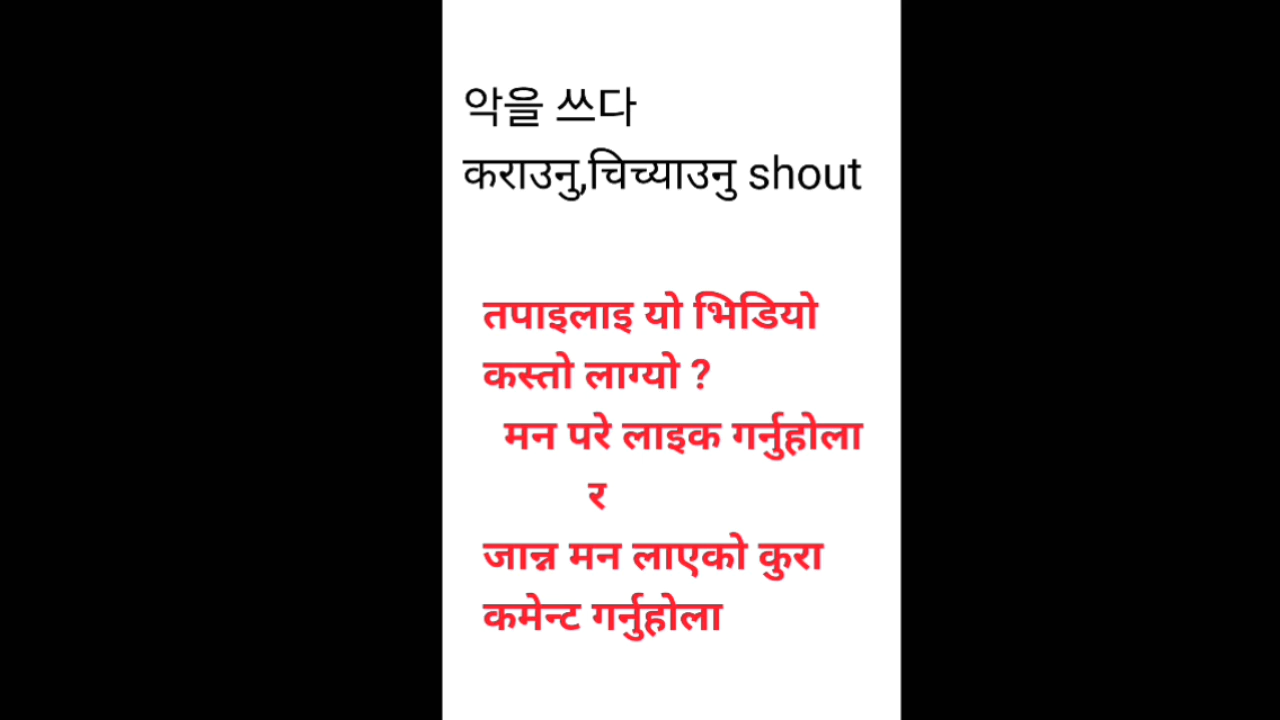 악을 쓰다
कराउनु,चिच्याउनु shout
तपाइलाइ यो भिडियो
कस्तो लाग्यो ?
मन परे लाइक गर्नुहोला
र
जान्न मन लाएको कुरा
कमेन्ट गर्नुहोला